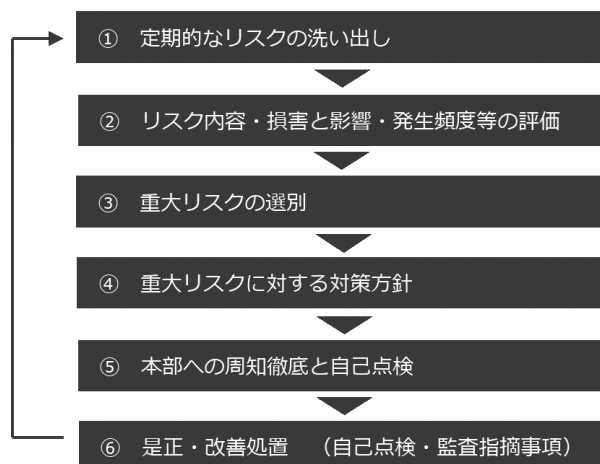 ① 定期的なリスクの洗い出し
② リスク内容・損害と影響・発生頻度等の評価
③ 重大リスクの選別
④ 重大リスクに対する対策方針
⑤ 本部への周知徹底と自己点検
⑥ 是正・改善処置 （自己点検・監査指摘事項）